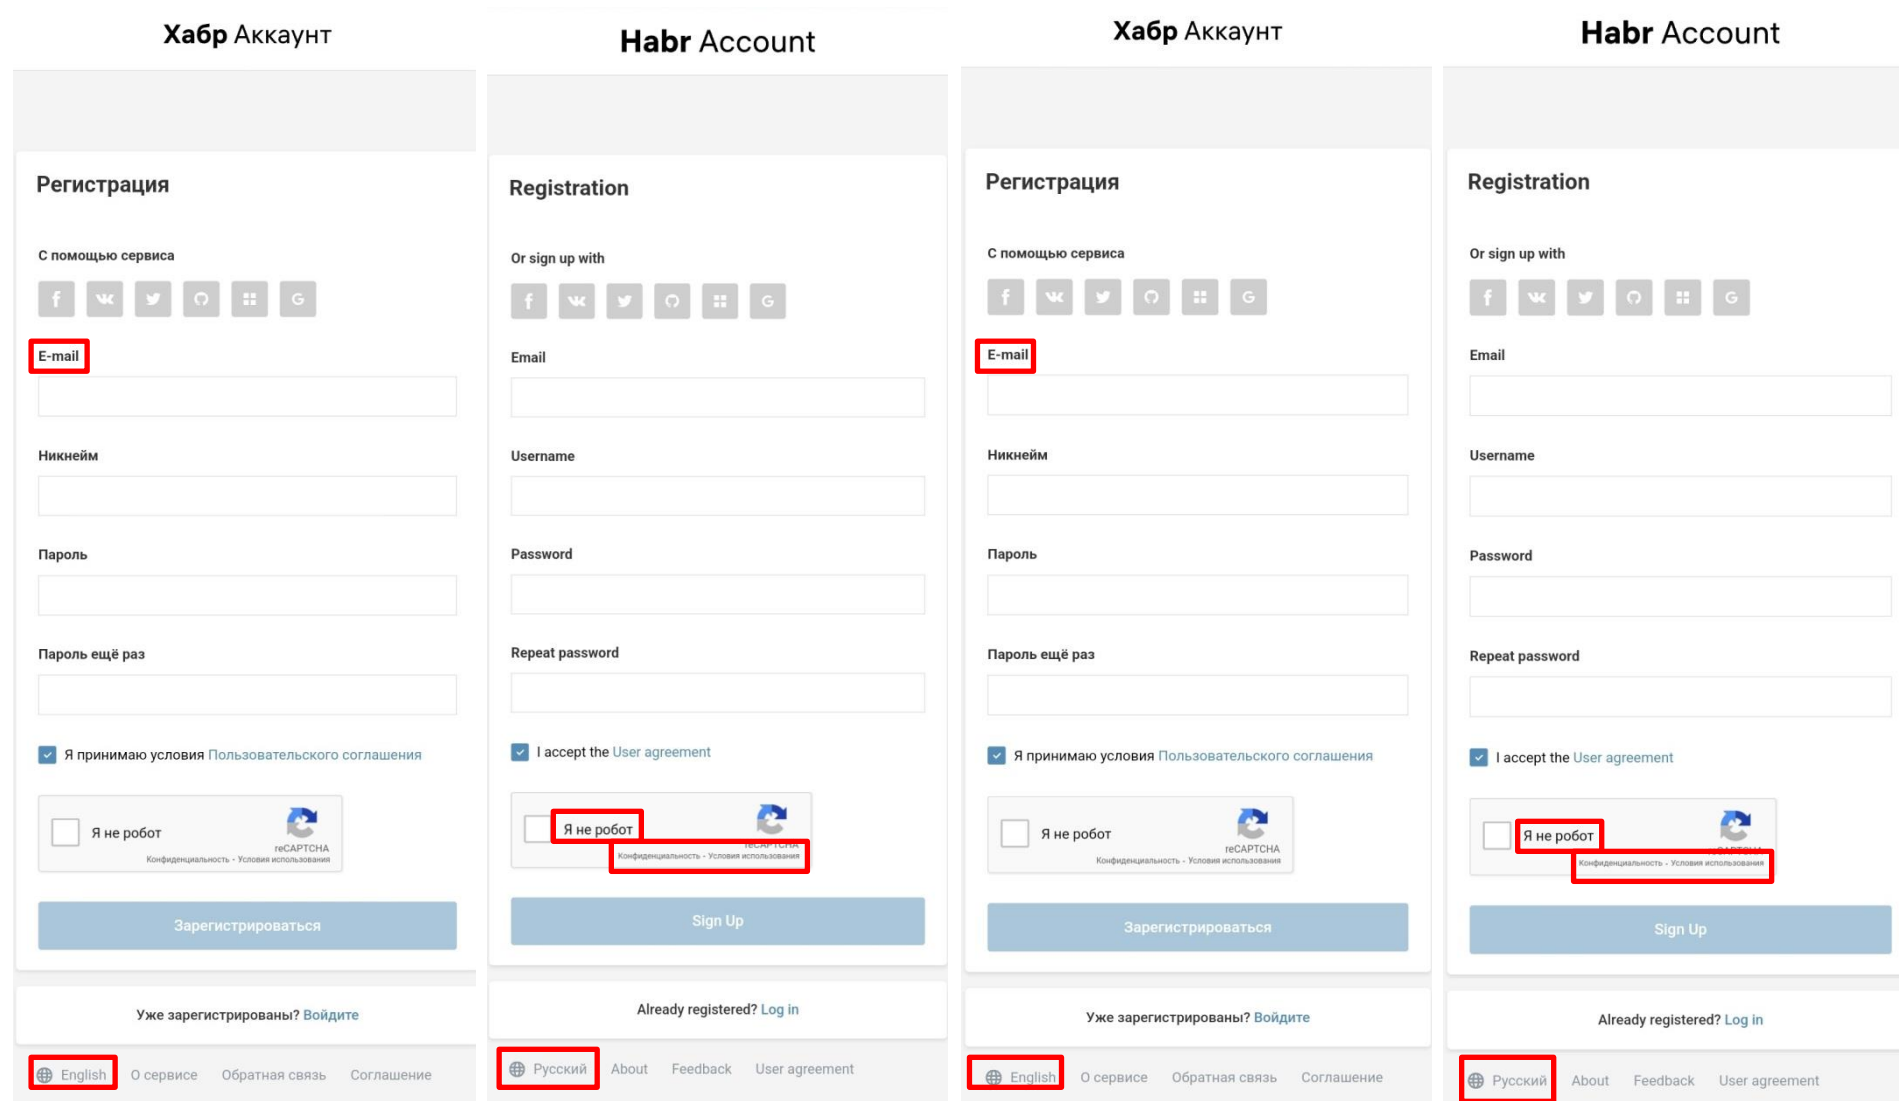 Хабр Аккаунт
Регистрация
С помощью сервиса
E-mail
Никнейм
Пароль
Пароль ещё раз
Я принимаю условия Пользовательского соглашения
Я не робот
reCAPTCHA
Конфиденциальность - Условия использования
Зарегистрироваться
Уже зарегистрированы? Войдите
English О сервисе Обратная связь Соглашение
Habr Account
Registration
Or sign up with
Email
Username
Password
Repeat password
I accept the User agreement
Я не робот
reCAPTCHA
Конфиденциальность - Условия использования
Sign Up
Already registered? Log in
Русский About Feedback User agreement
Хабр Аккаунт
Регистрация
С помощью сервиса
E-mail
Никнейм
Пароль
Пароль ещё раз
Я принимаю условия Пользовательского соглашения
Я не робот
reCAPTCHA
Конфиденциальность - Условия использования
Зарегистрироваться
Уже зарегистрированы? Войдите
English О сервисе Обратная связь Соглашение
Habr Account
Registration
Or sign up with
Email
Username
Password
Repeat password
I accept the User agreement
Я не робот
reCAPTCHA
Конфиденциальность - Условия использования
Sign Up
Already registered? Log in
Русский About Feedback User agreement